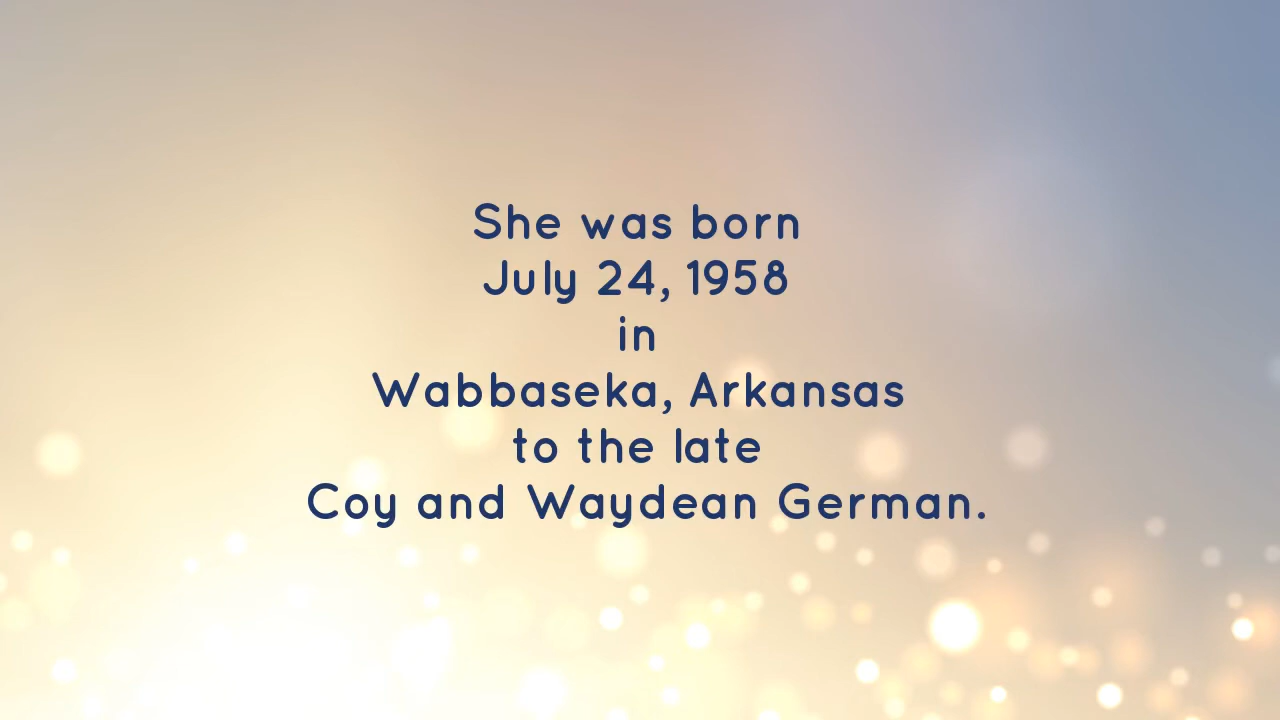 She was born
July 24, 1958
in
Wabbaseka, Arkansas
to the late
Coy and Waydean German.